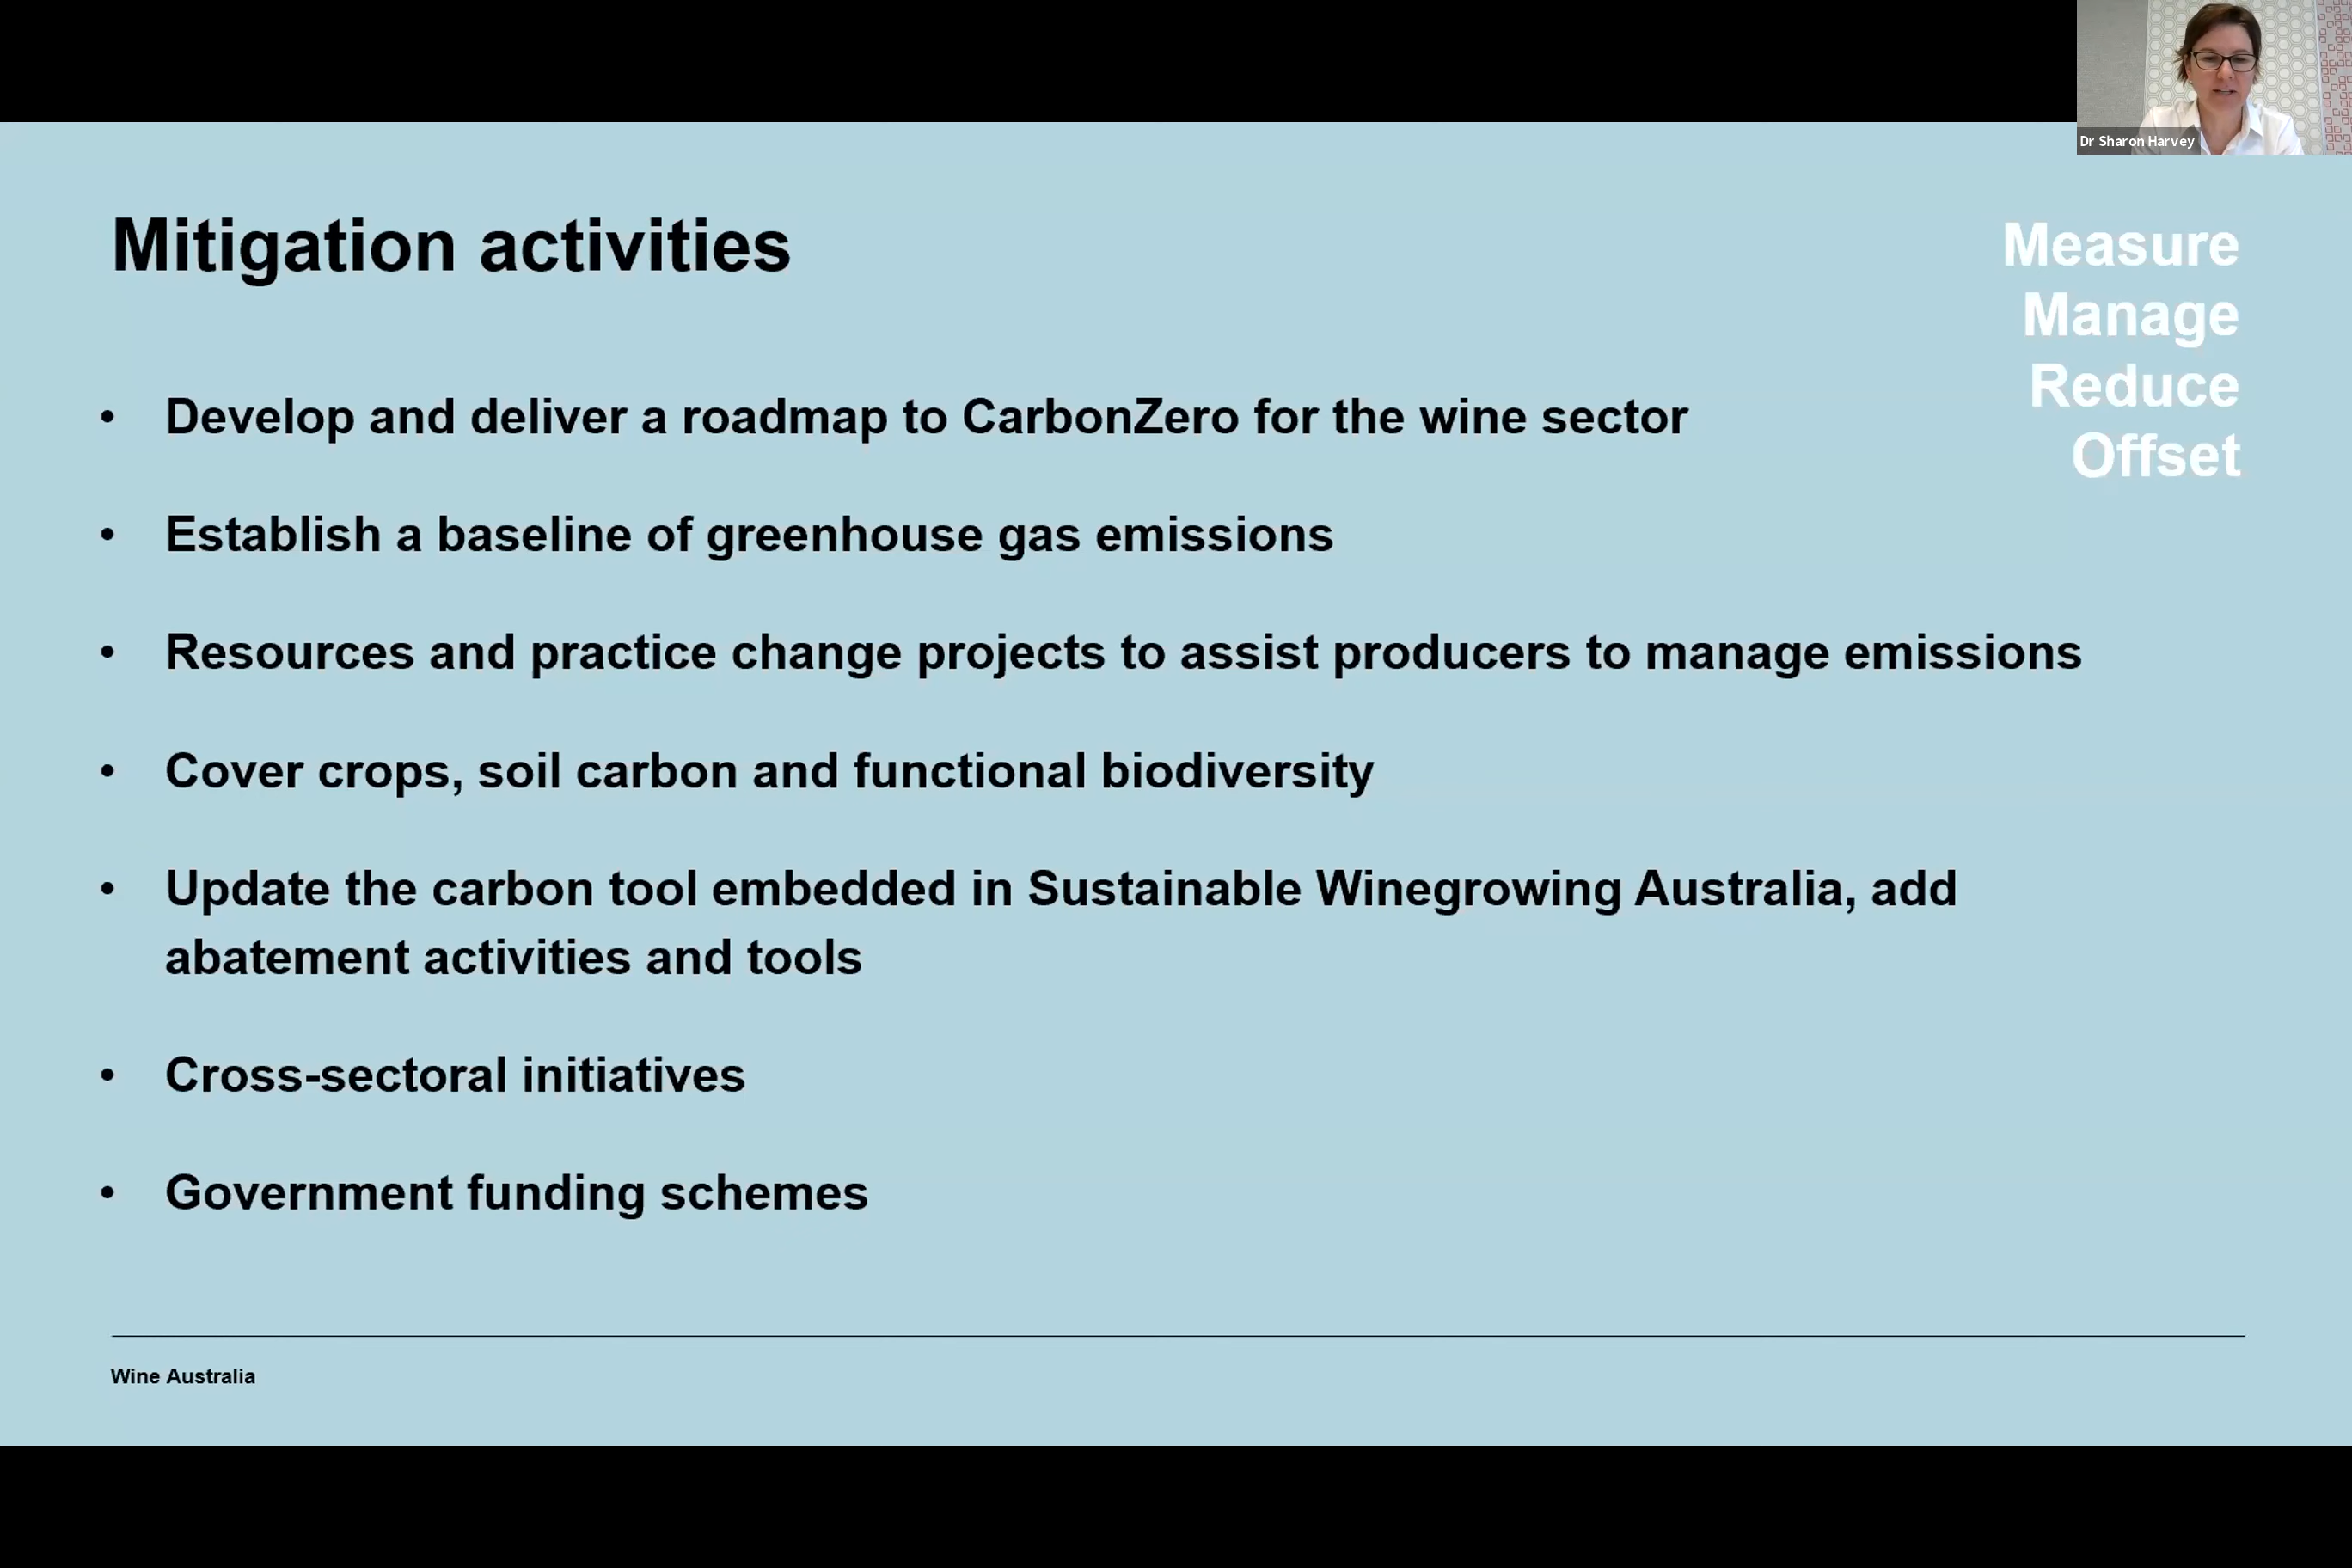 Dr Sharon Harvey
Mitigation activities
Measure
Manage
Reduce
Offset
• Develop and deliver a roadmap to CarbonZero for the wine sector
• Establish a baseline of greenhouse gas emissions
• Resources and practice change projects to assist producers to manage emissions
• Cover crops, soil carbon and functional biodiversity
• Update the carbon tool embedded in Sustainable Winegrowing Australia, add
abatement activities and tools
• Cross-sectoral initiatives
• Government funding schemes
Wine Australia